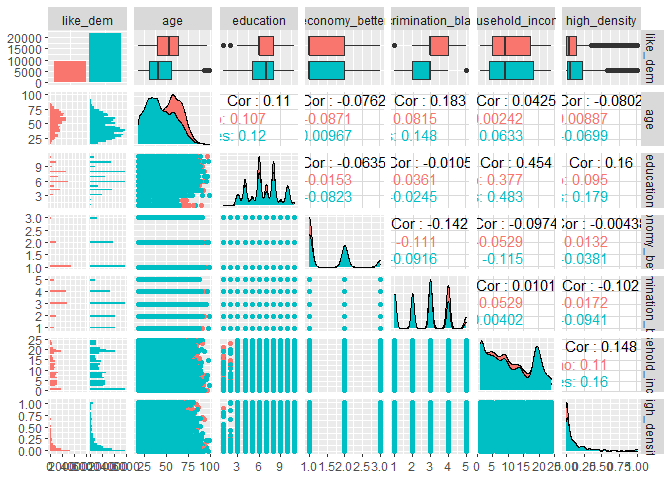 like_dem age education economy_bette crimination_bla usehold_incon high_density
20000
15000
10000
5000
0
like_dem
100
75
50
25
Cor : 0.11 Cor : -0.0762 Cor : 0.183 Cor : 0.0425 Cor : -0.0802
: 0.107 -0.0871 0.0815 0.00242 0.00887
es: 0.12 0.00967 : 0.148 0.0633 -0.0699
age
9
6
3
Cor : -0.0635 Cor : -0.0105 Cor : 0.454 Cor : 0.16
0.0153 0.0361 : 0.377 : 0.095
-0.0823 -0.0245 : 0.483 : 0.179
education
3.0
2.5
2.0
1.5
1.0
Cor : -0.142 Cor : -0.0974 Cor : -0.00438
-0.111 0.0529 0.0132
-0.0916 -0.115 -0.0381
onomy_be
5
4
3
2
1
Cor : 0.0101 Cor : -0.102
0.0529 -0.0172
0.00402 -0.0941
mination_b
25
20
15
10
5
0
Cor : 0.148
no: 0.11
es: 0.16
ehold_inc
1.00
0.75
0.50
0.25
0.00
high_densit
25 50 75 100 3 6 9 1.0 1.5 2.0 2.5 3.0 1 2 3 4 5 0 5 10 15 20 25 0.00 0.25 0.50 0.75 1.00